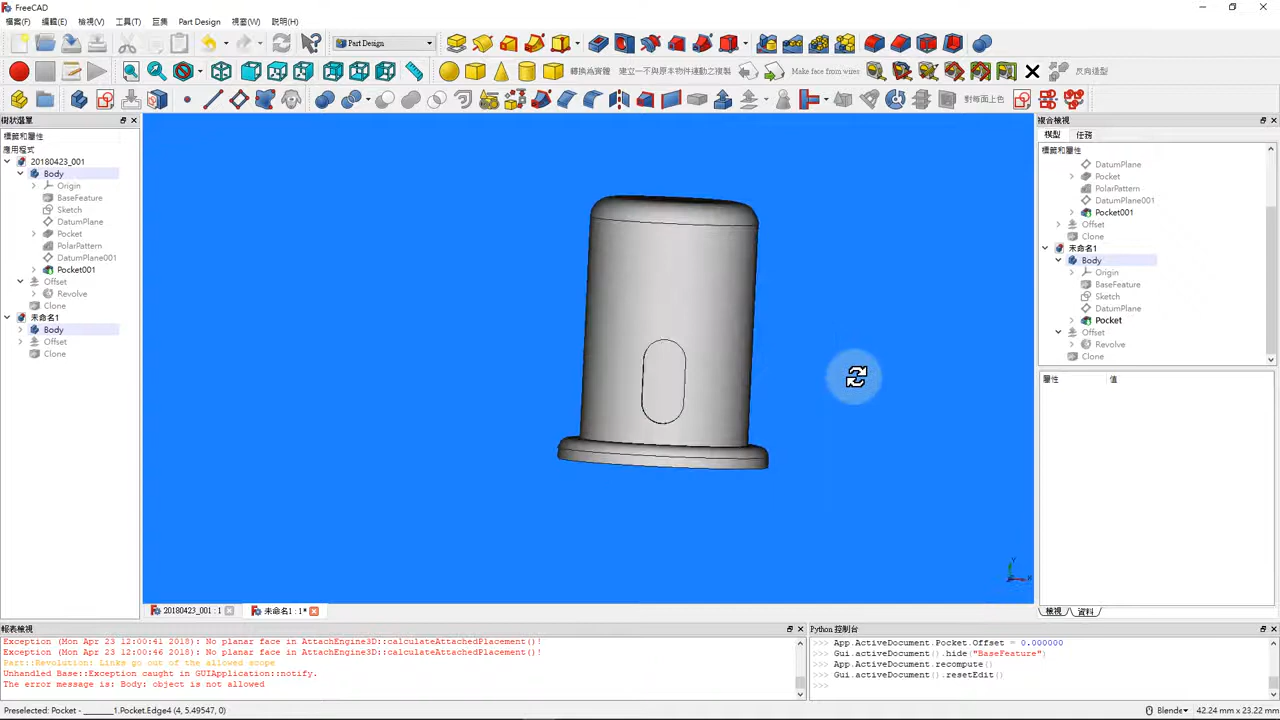 FreeCAD
檔案(F) 編輯(E) 檢視(V) 工具(T) 巨集 Part Design 視窗(W) 說明(H)
Part Design
轉換為實體 建立一不與原本物件連動之複製 Make face from wires 反向造型
對每面上色
樹狀選單
標籤和屬性
應用程式
20180423_001
Body
Origin
BaseFeature
Sketch
DatumPlane
Pocket
PolarPattern
DatumPlane001
Pocket001
Offset
Revolve
Clone
未命名1
Body
Offset
Clone
複合檢視
模型 任務
標籤和屬性
DatumPlane
Pocket
PolarPattern
DatumPlane001
Pocket001
Offset
Clone
未命名1
Body
Origin
BaseFeature
Sketch
DatumPlane
Pocket
Offset
Revolve
Clone
屬性 值
檢視 資料
20180423_001 : 1 未命名1 : 1*
報表檢視
Exception (Mon Apr 23 12:00:41 2018): No planar face in AttachEngine3D::calculateAttachedPlacement()!
Exception (Mon Apr 23 12:00:46 2018): No planar face in AttachEngine3D::calculateAttachedPlacement()!
Part::Revolution: Links go out of the allowed scope
Unhandled Base::Exception caught in GUIApplication::notify.
The error message is: Body: object is not allowed
Python 控制台
>>> App.ActiveDocument.Pocket.Offset = 0.000000
>>> Gui.activeDocument().hide("BaseFeature")
>>> App.ActiveDocument.recompute()
>>> Gui.activeDocument().resetEdit()
>>>
Preselected: Pocket - _______1.Pocket.Edge4 (4, 5.49547, 0)
Blende 42.24 mm x 23.22 mm